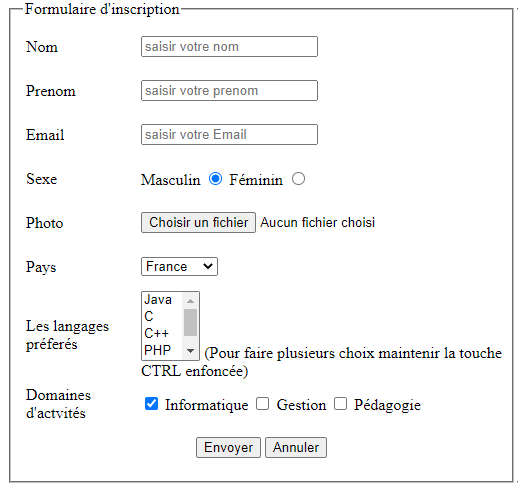 Formulaire d'inscription
Nom saisir votre nom
Prenom saisir votre prenom
Email saisir votre Email
Sexe Masculin Féminin
Photo Choisir un fichier Aucun fichier choisi
Pays France
Java
C
C++
PHP
Les langages
préferés
(Pour faire plusieurs choix maintenir la touche
CTRL enfoncée)
Domaines
d'actvités
Informatique Gestion Pédagogie
Envoyer Annuler